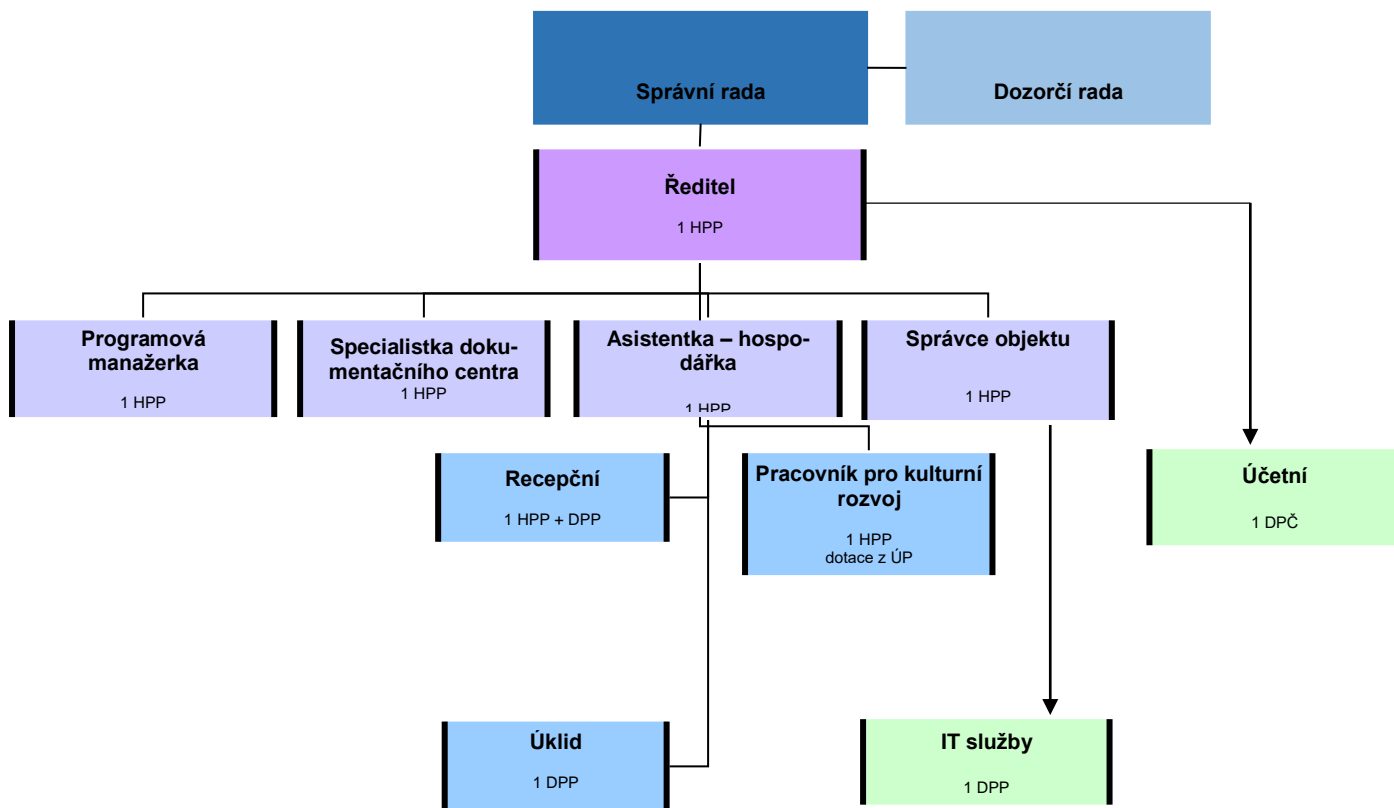 Správní rada
Dozorčí rada
Ředitel
1 HPP
Programová
manažerka
1 HPP
Specialistka doku-
mentačního centra
1 HPP
Asistentka – hospo-
dářka
1 HPP
Správce objektu
1 HPP
Recepční
1 HPP + DPP
Pracovník pro kulturní
rozvoj
1 HPP
dotace z ÚP
Účetní
1 DPČ
Úklid
1 DPP
IT služby
1 DPP